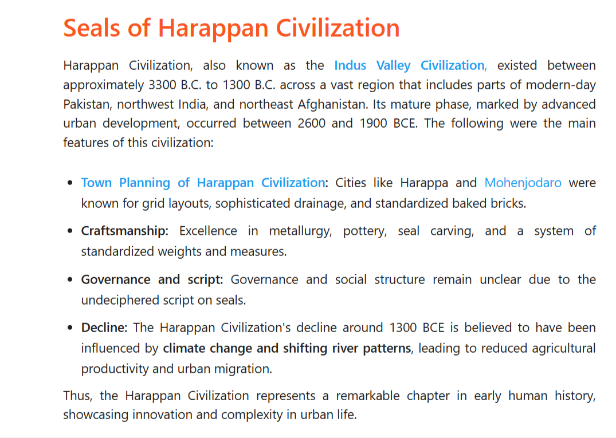 Seals of Harappan Civilization
Harappan Civilization, also known as the Indus Valley Civilization, existed between
approximately 3300 B.C. to 1300 B.C. across a vast region that includes parts of modern-day
Pakistan, northwest India, and northeast Afghanistan. Its mature phase, marked by advanced
urban development, occurred between 2600 and 1900 BCE. The following were the main
features of this civilization:
• Town Planning of Harappan Civilization: Cities like Harappa and Mohenjodaro were
known for grid layouts, sophisticated drainage, and standardized baked bricks.
• Craftsmanship: Excellence in metallurgy, pottery, seal carving, and a system of
standardized weights and measures.
• Governance and script: Governance and social structure remain unclear due to the
undeciphered script on seals.
• Decline: The Harappan Civilization's decline around 1300 BCE is believed to have been
influenced by climate change and shifting river patterns, leading to reduced agricultural
productivity and urban migration.
Thus, the Harappan Civilization represents a remarkable chapter in early human history,
showcasing innovation and complexity in urban life.